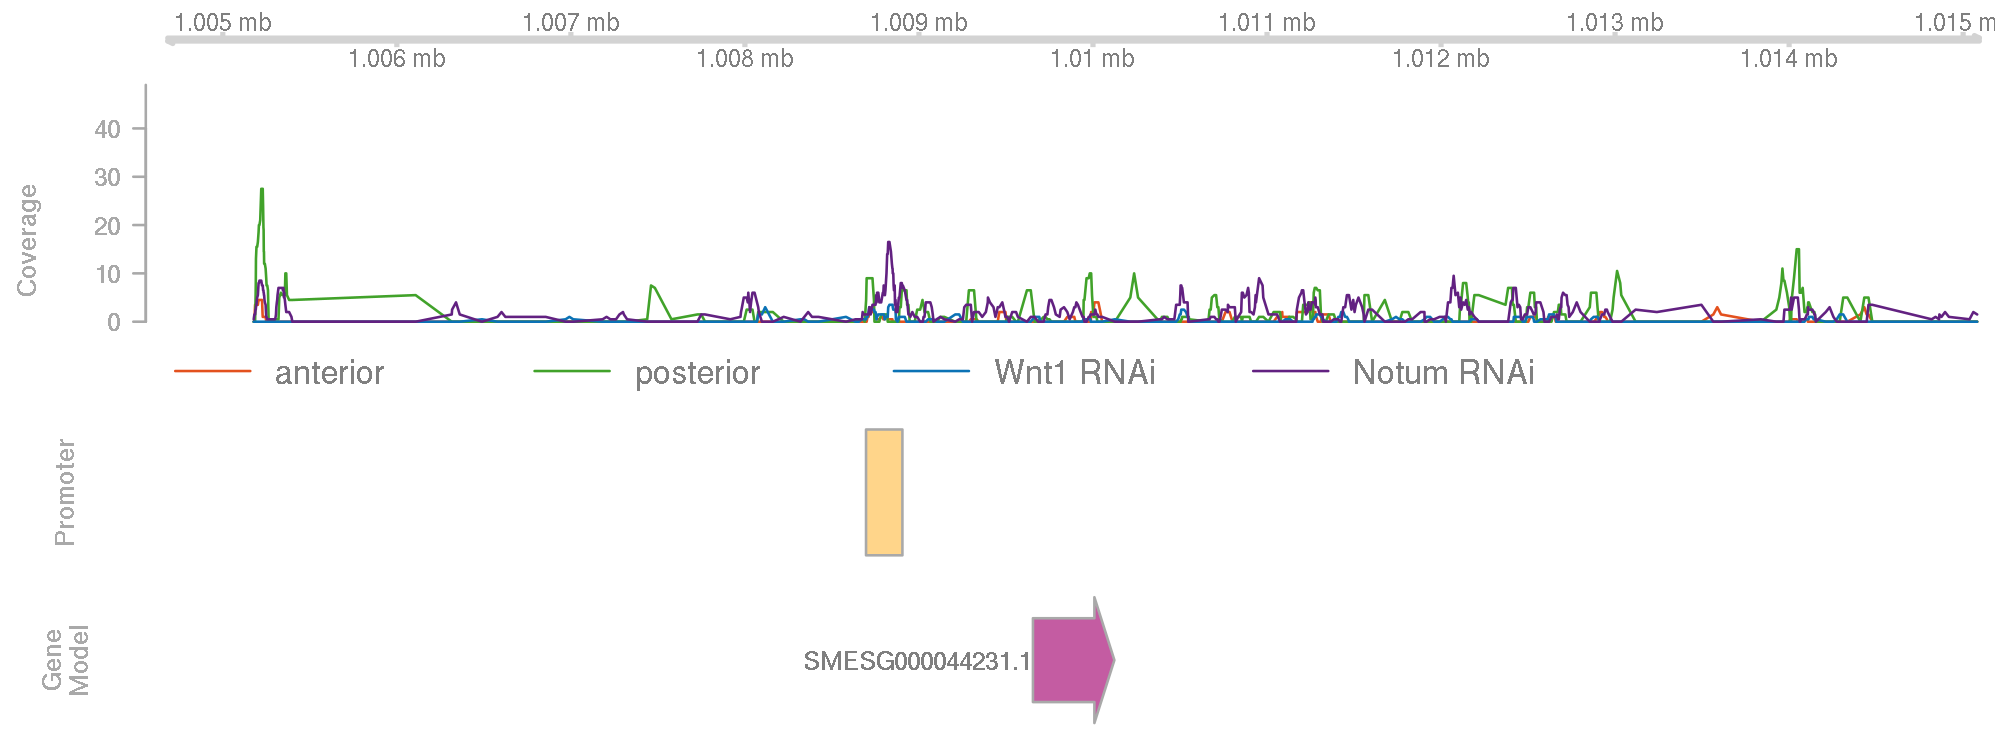 1.005 mb 1.007 mb 1.009 mb 1.011 mb 1.013 mb 1.015 m
1.006 mb 1.008 mb 1.01 mb 1.012 mb 1.014 mb
Coverage
40
30
20
10
0
anterior posterior Wnt1 RNAi Notum RNAi
Promoter
Gene
Model
SMESG000044231.1